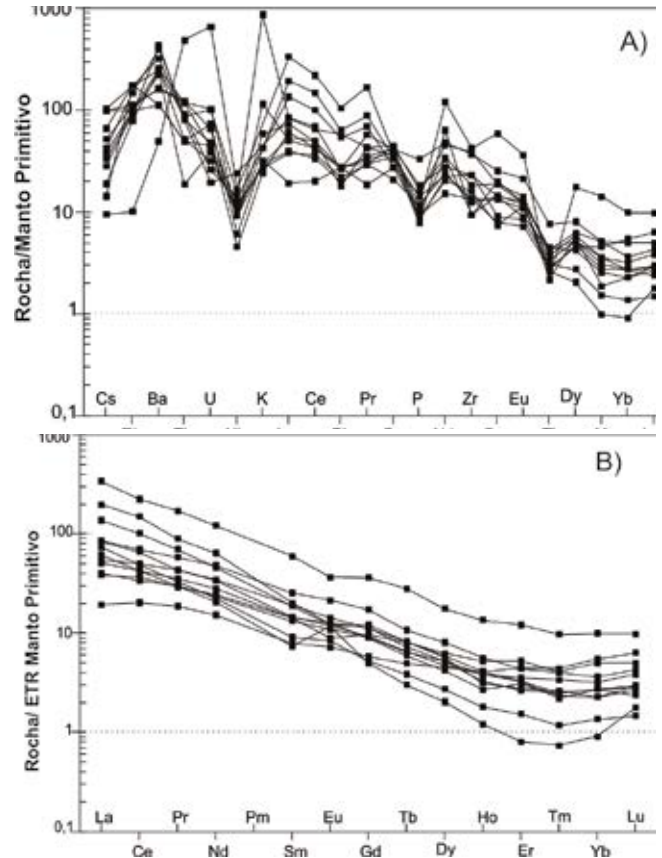 1000
A)
100
10
1
0,1
Rocha/Manto Primitivo
Cs Ba U K Ce Pr P Zr Eu Dy Yb
1000
B)
100
10
1
0,1
Rocha/ ETR Manto Primitivo
La Pr Pm Eu Tb Ho Tm Lu
Ce Nd Sm Gd Dy Er Yb